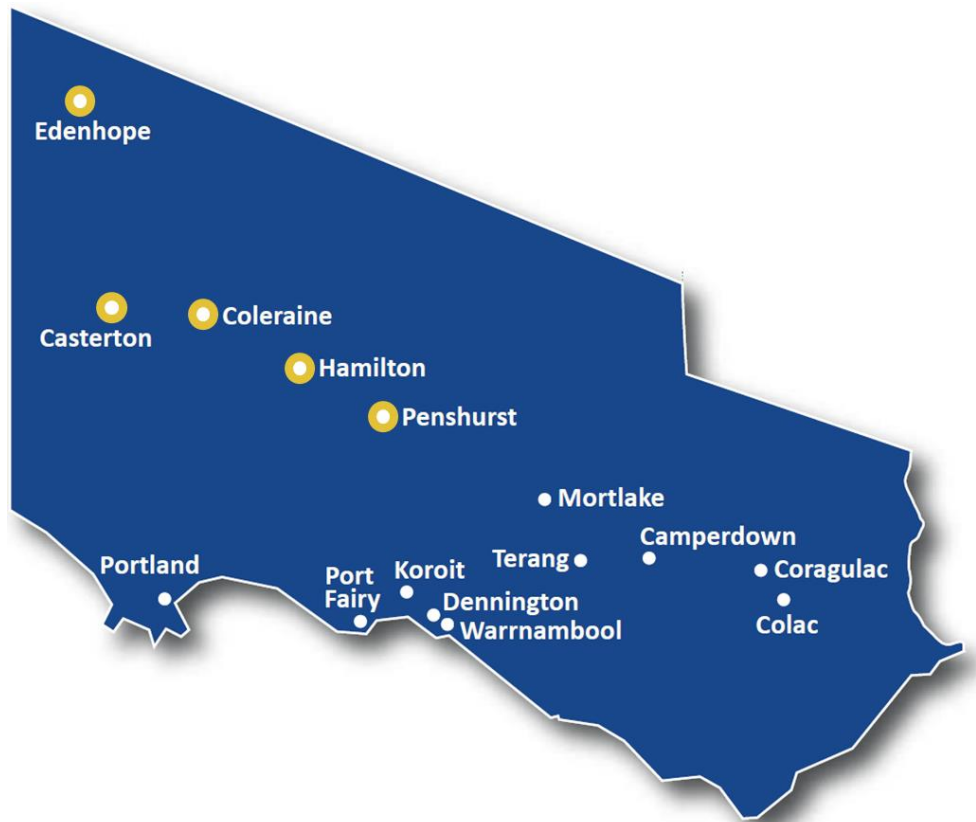 Edenhope
Casterton
Coleraine
Hamilton
Penshurst
Mortlake
Camperdown
Terang
Coragulac
Portland
Port
Fairy
Koroit
Dennington
Warrnambool
Colac